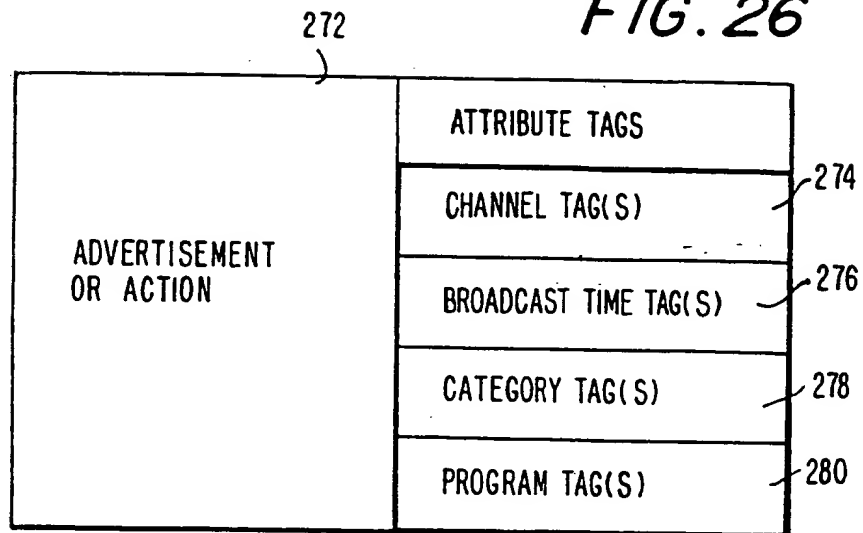 FIG. 26
272
ADVERTISEMENT
OR ACTION
ATTRIBUTE TAGS
CHANNEL TAG(S)
274
BROADCAST TIME TAG(S)
276
CATEGORY TAG(S)
278
PROGRAM TAG(S)
280